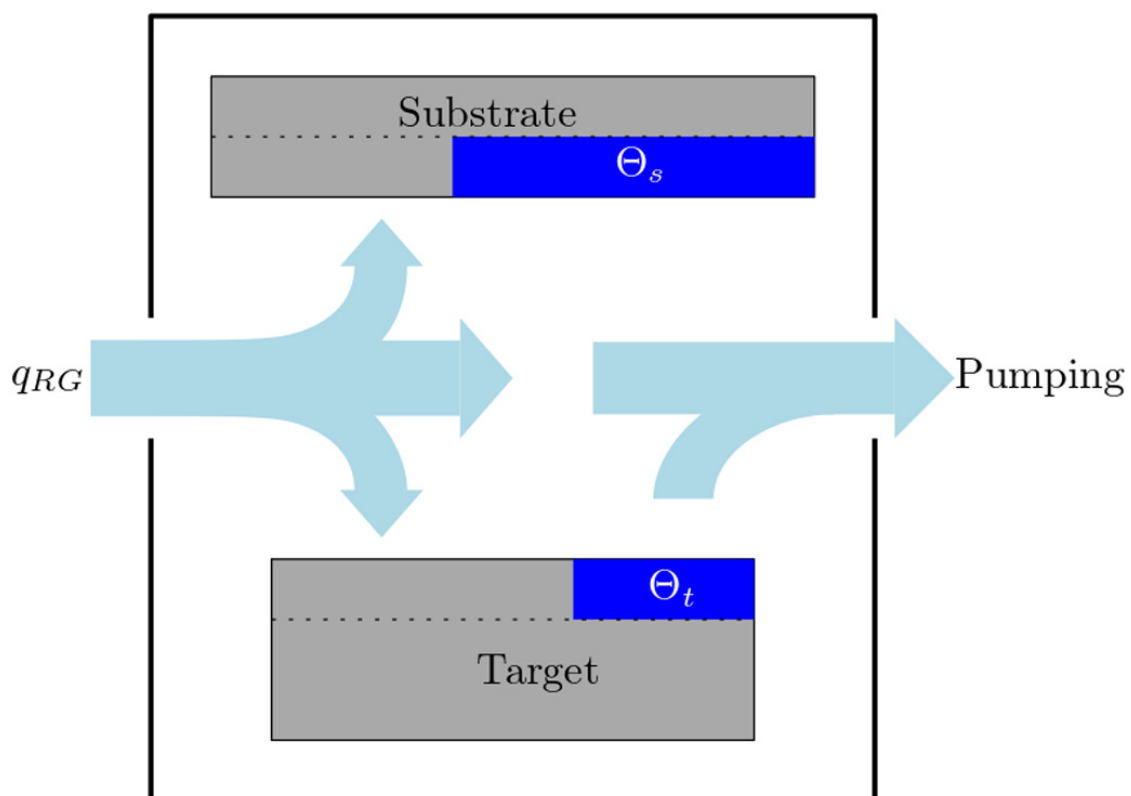 Substrate
Θs
qRG
Pumping
Θt
Target